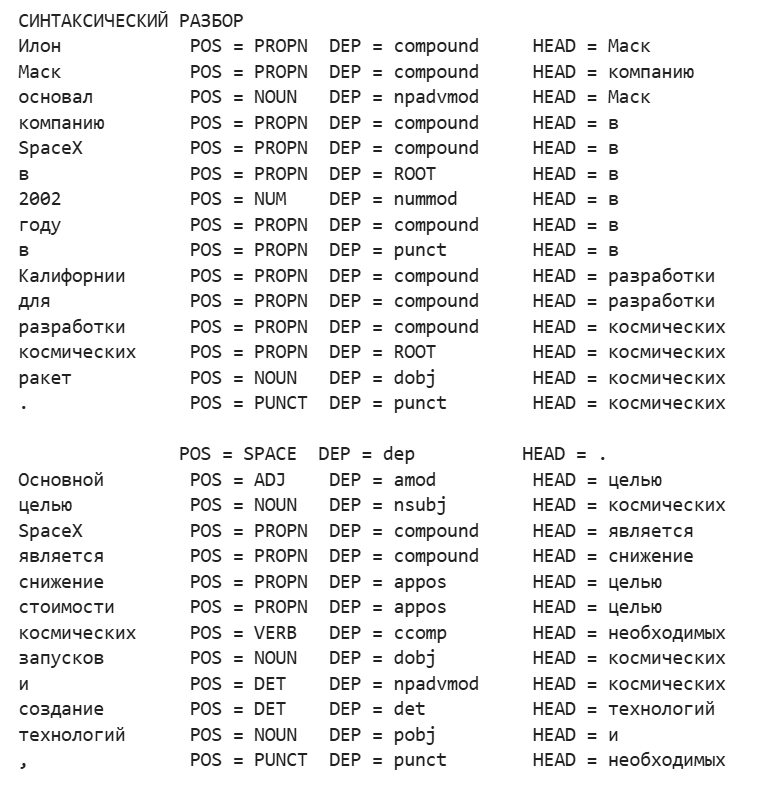 СИНТАКСИЧЕСКИЙ РАЗБОР
Илон POS = PROPN DEP = compound HEAD = Маск
Маск POS = PROPN DEP = compound HEAD = компанию
основал POS = NOUN DEP = npadvmod HEAD = Маск
компанию POS = PROPN DEP = compound HEAD = в
SpaceX POS = PROPN DEP = compound HEAD = в
в POS = PROPN DEP = ROOT HEAD = в
2002 POS = NUM DEP = nummod HEAD = в
году POS = PROPN DEP = compound HEAD = в
в POS = PROPN DEP = punct HEAD = в
Калифорнии POS = PROPN DEP = compound HEAD = разработки
для POS = PROPN DEP = compound HEAD = разработки
разработки POS = PROPN DEP = compound HEAD = космических
космических POS = PROPN DEP = ROOT HEAD = космических
ракет POS = NOUN DEP = dobj HEAD = космических
. POS = PUNCT DEP = punct HEAD = космических
POS = SPACE DEP = dep HEAD = .
Основной POS = ADJ DEP = amod HEAD = целью
целью POS = NOUN DEP = nsubj HEAD = космических
SpaceX POS = PROPN DEP = compound HEAD = является
является POS = PROPN DEP = compound HEAD = снижение
снижение POS = PROPN DEP = appos HEAD = целью
стоимости POS = PROPN DEP = appos HEAD = целью
космических POS = VERB DEP = ccomp HEAD = необходимых
запусков POS = NOUN DEP = dobj HEAD = космических
и POS = DET DEP = npadvmod HEAD = космических
создание POS = DET DEP = det HEAD = технологий
технологий POS = NOUN DEP = pobj HEAD = и
, POS = PUNCT DEP = punct HEAD = необходимых